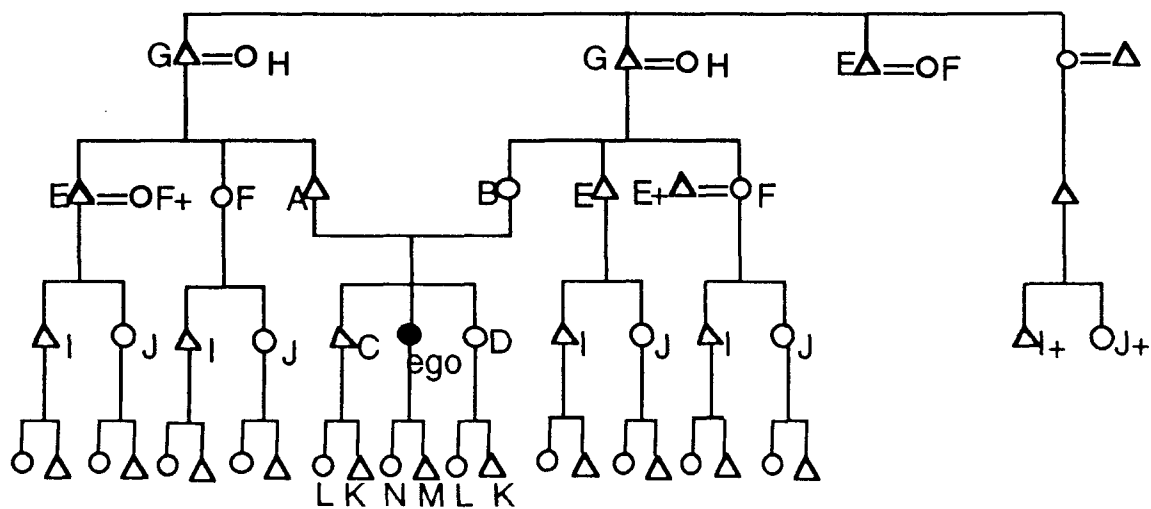 G H G H E F
E F+ F A B E E+ F
I J I J C ego D I J I J I+ J+
L K N M L K